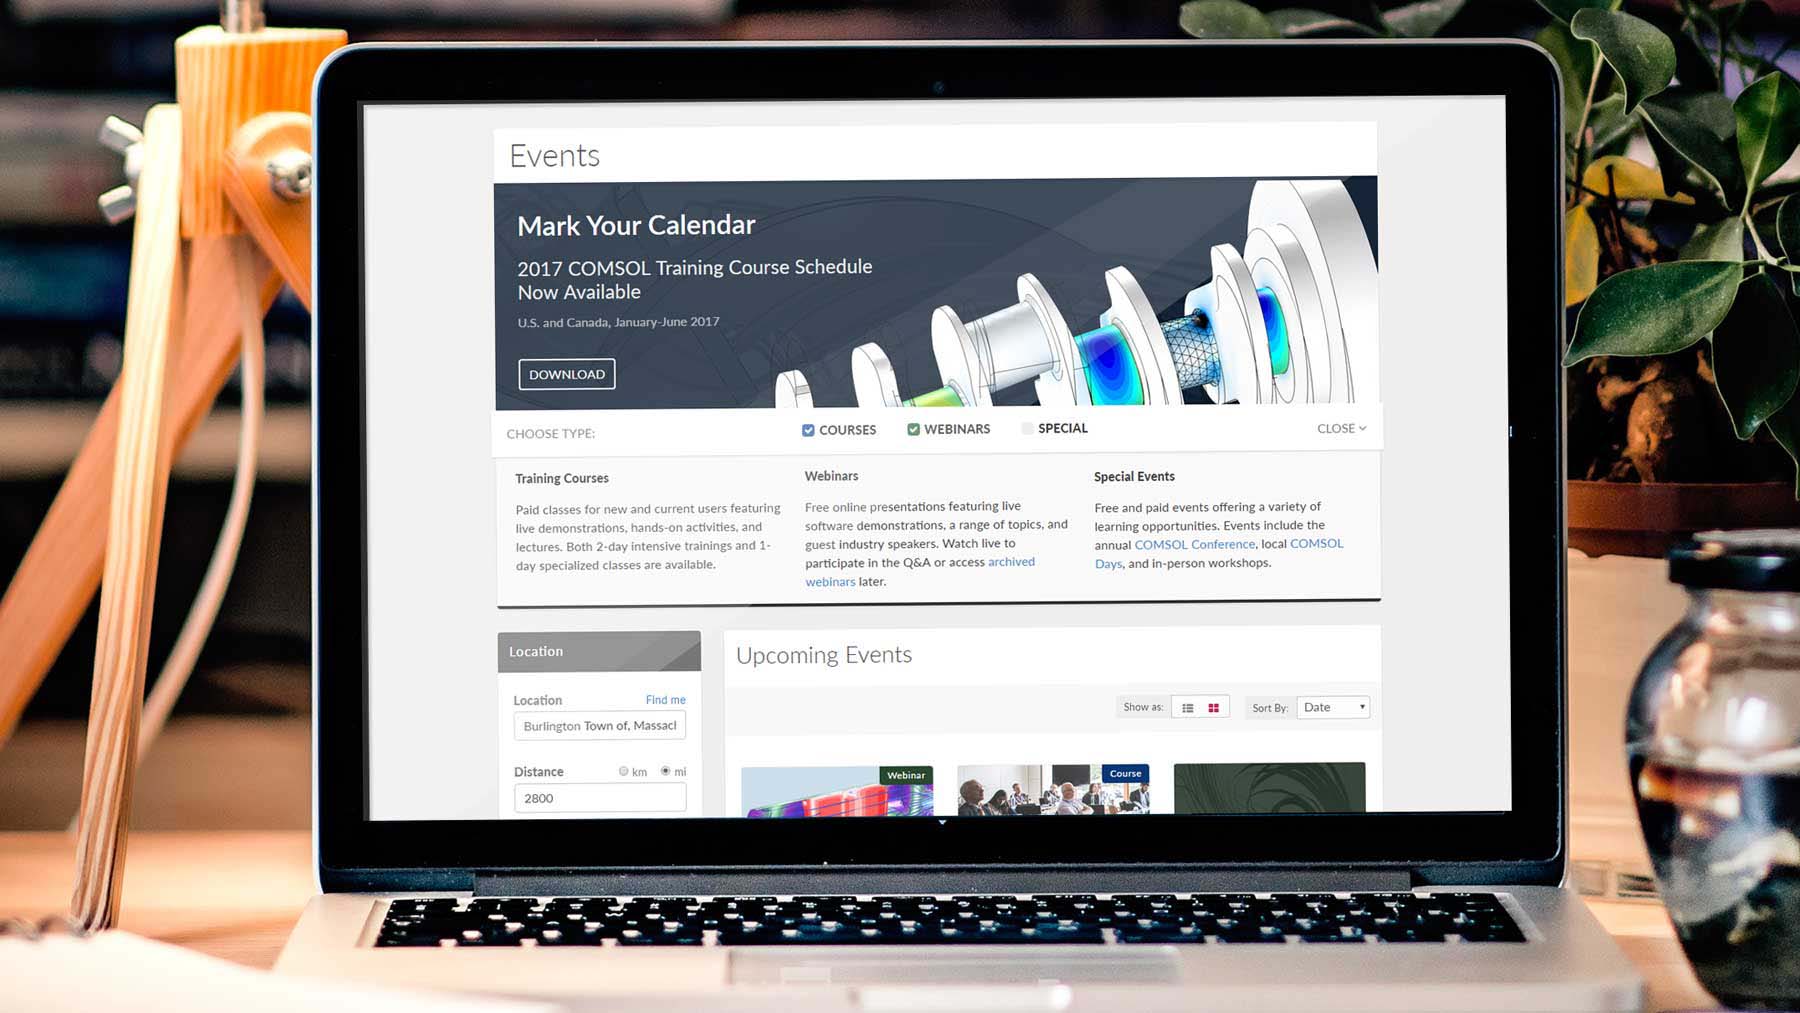 Events
Mark Your Calendar
2017 COMSOL Training Course Schedule
Now Available
U.S. and Canada, January-June 2017
DOWNLOAD
CHOOSE TYPE:
COURSES
WEBINARS
SPECIAL
CLOSE
Training Courses
Paid classes for new and current users featuring
live demonstrations, hands-on activities, and
lectures. Both 2-day intensive trainings and 1-
day specialized classes are available.
Webinars
Free online presentations featuring live
software demonstrations, a range of topics, and
guest industry speakers. Watch live to
participate in the Q&A or access archived
webinars later.
Special Events
Free and paid events offering a variety of
learning opportunities. Events include the
annual COMSOL Conference, local COMSOL
Days, and in-person workshops.
Location
Location
Find me
Burlington Town of, Massacl
Distance
km
mi
2800
Upcoming Events
Show as:
Sort By:
Date
Webinar
Course